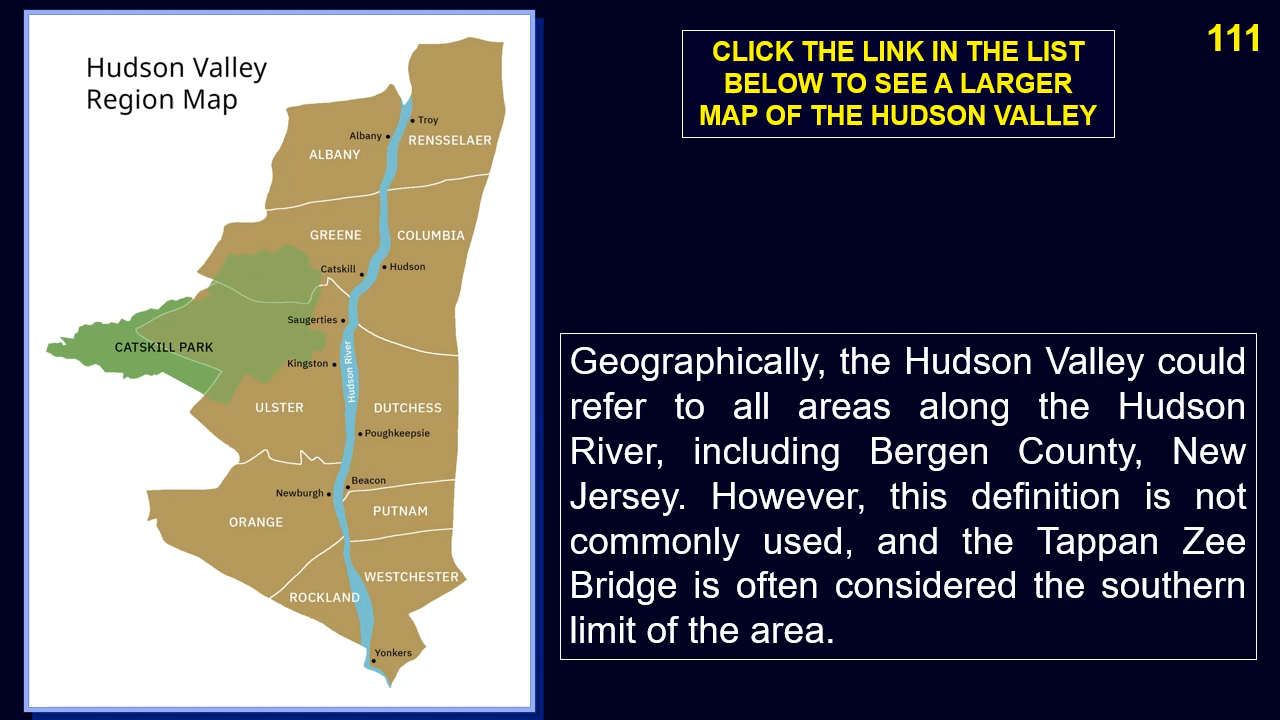 Hudson Valley
Region Map
Troy
Albany
RENSSELAER
ALBANY
GREENE
COLUMBIA
Catskill
Hudson
Saugerties
CATSKILL PARK
Hudson River
Kingston
ULSTER
DUTCHESS
Poughkeepsie
Beacon
Newburgh
ORANGE
PUTNAM
WESTCHESTER
ROCKLAND
Yonkers
CLICK THE LINK IN THE LIST
BELOW TO SEE A LARGER
MAP OF THE HUDSON VALLEY
111
Geographically, the Hudson Valley could
refer to all areas along the Hudson
River, including Bergen County, New
Jersey. However, this definition is not
commonly used, and the Tappan Zee
Bridge is often considered the southern
limit of the area.